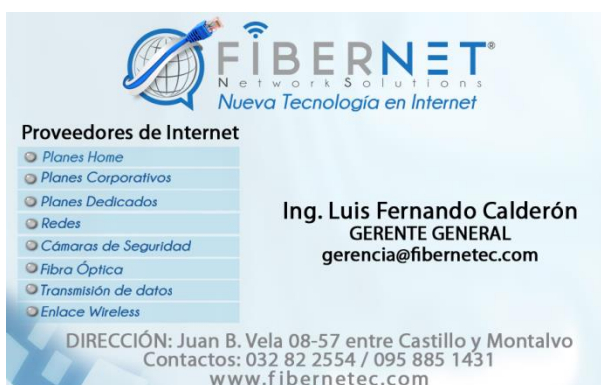 FIBERNET®
Network Solutions
Nueva Tecnología en Internet
Proveedores de Internet
Planes Home
Planes Corporativos
Planes Dedicados
Redes
Cámaras de Seguridad
Fibra Óptica
Transmisión de datos
Enlace Wireless
Ing. Luis Fernando Calderón
GERENTE GENERAL
gerencia@fibernetec.com
DIRECCIÓN: Juan B. Vela 08-57 entre Castillo y Montalvo
Contactos: 032 82 2554 / 095 885 1431
www.fibernetec.com